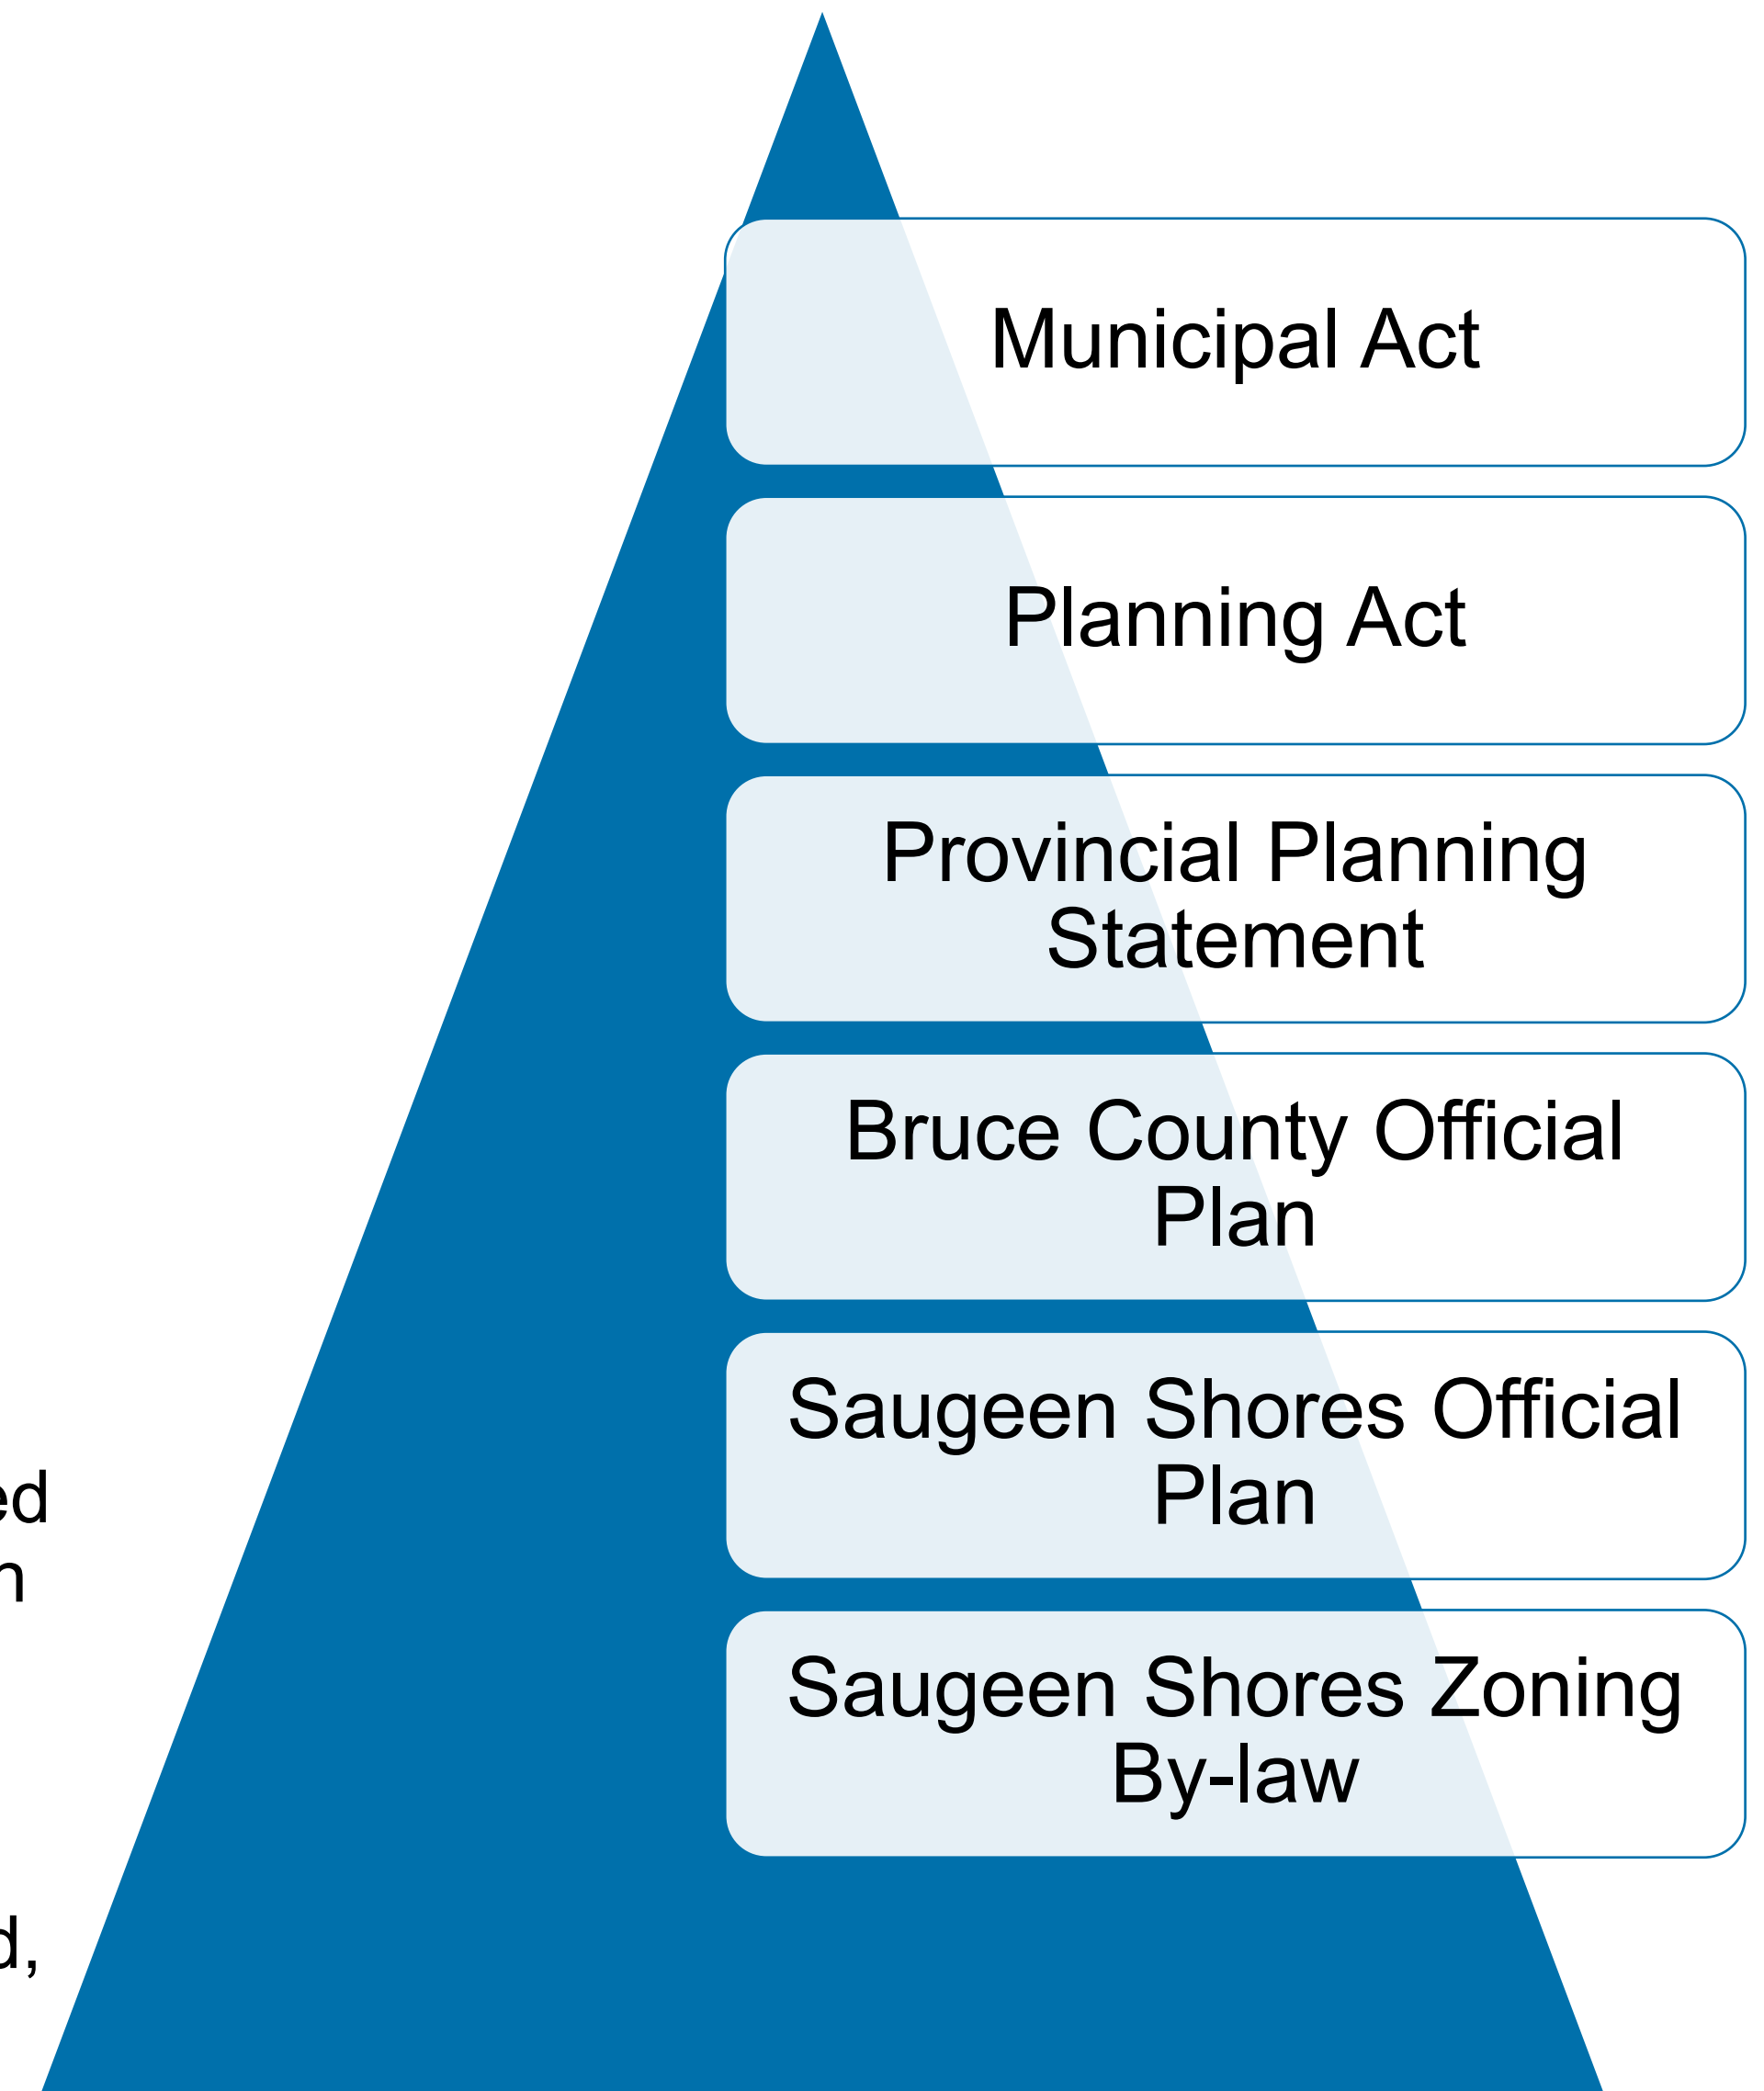 Municipal Act
Planning Act
Provincial Planning
Statement
Bruce County Official
Plan
Saugeen Shores Official
Plan
Saugeen Shores Zoning
By-law